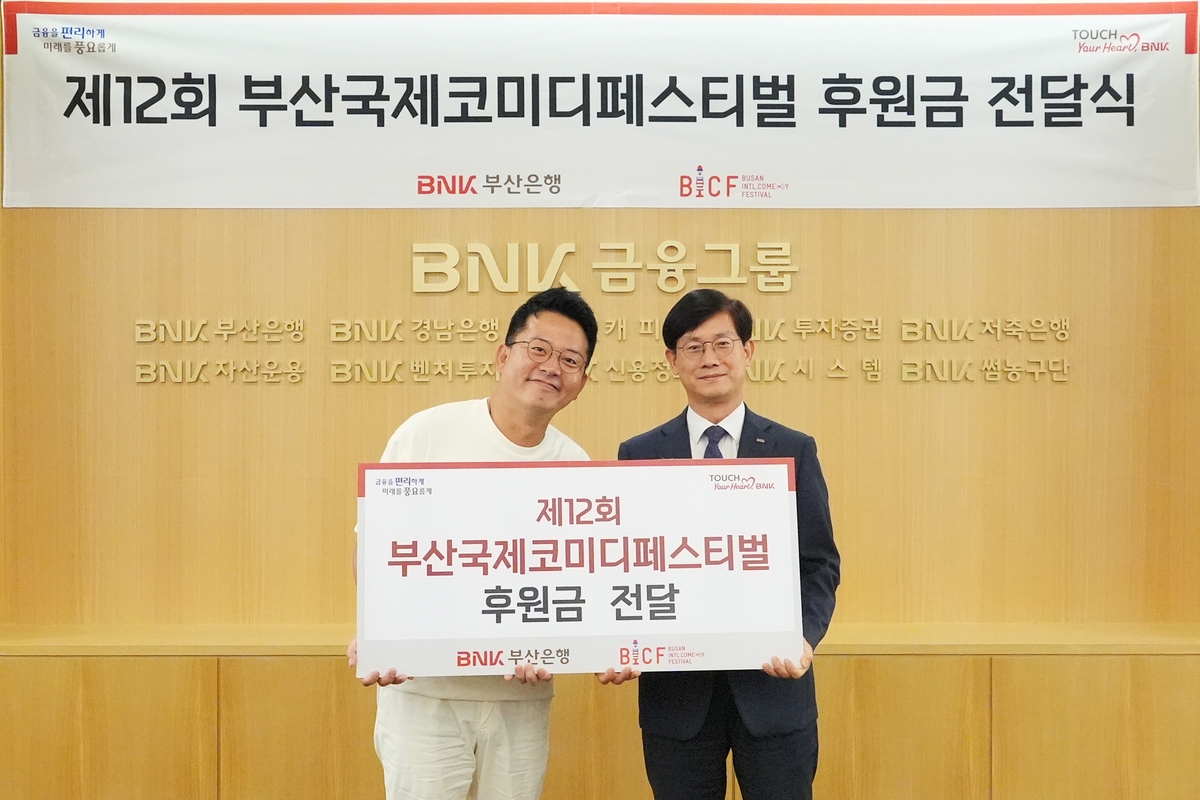 금융을 편리하게
미래를 풍요롭게
TOUCH
Your Heart, BNK
제12회 부산국제코미디페스티벌 후원금 전달식
BNK 부산은행
BICF BUSAN
INTL.COMEDY
FESTIVAL
BNK 금융그룹
BNK 부산은행 BNK 경남은행 캐피 BNK 투자증권 BNK 저축은행
BNK 자산운용 BNK 벤처투자 신용정 BNK 시스템 BNK 썸농구단
금융을 편리하게
미래를 풍요롭게
TOUCH
Your Heart, BNK
제12회
부산국제코미디페스티벌
후원금 전달
BNK 부산은행
BICF BUSAN
INTL.COMEDY
FESTIVAL